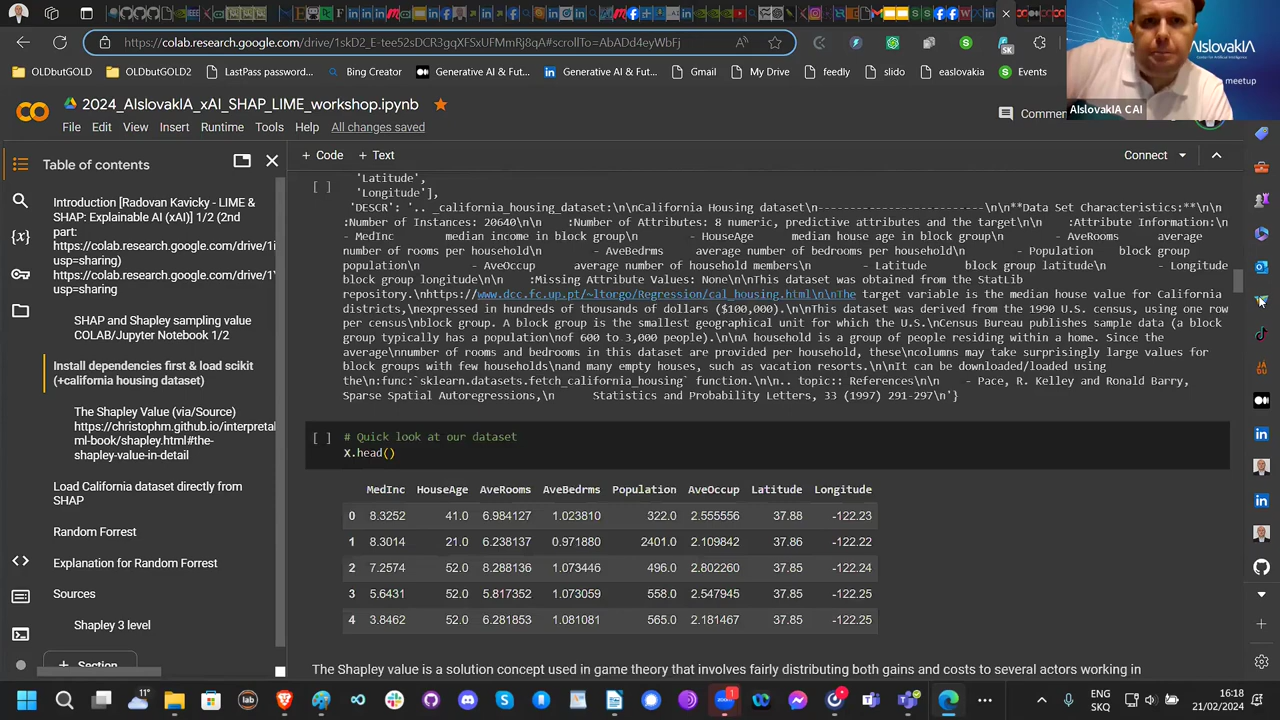 https://colab.research.google.com/drive/1skD2_E-tee52sDCR3gqXFSxUFMmRj8qA#scrollTo=AbADd4eyWbFj
OLDbutGOLD
OLDbutGOLD2
LastPass password...
Bing Creator
Generative AI & Fut...
Generative AI & Fut...
Gmail
My Drive
feedly
slido
easlovakia
Events
AIslovakIA
meetup
AIslovakIA CAI
2024_AIslovakIA_xAI_SHAP_LIME_workshop.ipynb
File Edit View Insert Runtime Tools Help All changes saved
Table of contents
+ Code + Text
Connect
Introduction [Radovan Kavicky - LIME &
SHAP: Explainable AI (xAI)] 1/2 (2nd
part:
https://colab.research.google.com/drive/1i
usp=sharing)
https://colab.research.google.com/drive/1
usp=sharing)
SHAP and Shapley sampling value
COLAB/Jupyter Notebook 1/2
Install dependencies first & load scikit
(+california housing dataset)
The Shapley Value (via/Source)
https://christophm.github.io/interpreta
ml-book/shapley.html#the-
shapley-value-in-detail
Load California dataset directly from
SHAP
Random Forrest
Explanation for Random Forrest
Sources
Shapley 3 level
+ Section
'Latitude',
[ ]
'Longitude'],
'DESCR': '.. _california_housing_dataset:\n\nCalifornia Housing dataset\n--------------------------\n\n**Data Set Characteristics:**\n\n
:Number of Instances: 20640\n\n :Number of Attributes: 8 numeric, predictive attributes and the target\n\n :Attribute Information:\n
- MedInc median income in block group\n - HouseAge median house age in block group\n - AveRooms average
number of rooms per household\n - AveBedrms average number of bedrooms per household\n - Population block group
population\n - AveOccup average number of household members\n - Latitude block group latitude\n - Longitude
block group longitude\n\n :Missing Attribute Values: None\n\nThis dataset was obtained from the StatLib
repository.\nhttps://www.dcc.fc.up.pt/~ltorgo/Regression/cal_housing.html\n\nThe target variable is the median house value for California
districts,\nexpressed in hundreds of thousands of dollars ($100,000).\n\nThis dataset was derived from the 1990 U.S. census, using one row
per census\nblock group. A block group is the smallest geographical unit for which the U.S.\nCensus Bureau publishes sample data (a block
group typically has a population\nof 600 to 3,000 people).\n\nA household is a group of people residing within a home. Since the
average\nnumber of rooms and bedrooms in this dataset are provided per household, these\ncolumns may take surprisingly large values for
block groups with few households\nand many empty houses, such as vacation resorts.\n\nIt can be downloaded/loaded using
the\n:func:`sklearn.datasets.fetch_california_housing` function.\n\n.. topic:: References\n\n - Pace, R. Kelley and Ronald Barry,
Sparse Spatial Autoregressions,\n Statistics and Probability Letters, 33 (1997) 291-297\n'}
[ ] # Quick look at our dataset
X.head()
MedInc HouseAge AveRooms AveBedrms Population AveOccup Latitude Longitude
0 8.3252 41.0 6.984127 1.023810 322.0 2.555556 37.88 -122.23
1 8.3014 21.0 6.238137 0.971880 2401.0 2.109842 37.86 -122.22
2 7.2574 52.0 8.288136 1.073446 496.0 2.802260 37.85 -122.24
3 5.6431 52.0 5.817352 1.073059 558.0 2.547945 37.85 -122.25
4 3.8462 52.0 6.281853 1.081081 565.0 2.181467 37.85 -122.25
The Shapley value is a solution concept used in game theory that involves fairly distributing both gains and costs to several actors working in
11°
ENG
SKQ
16:18
21/02/2024